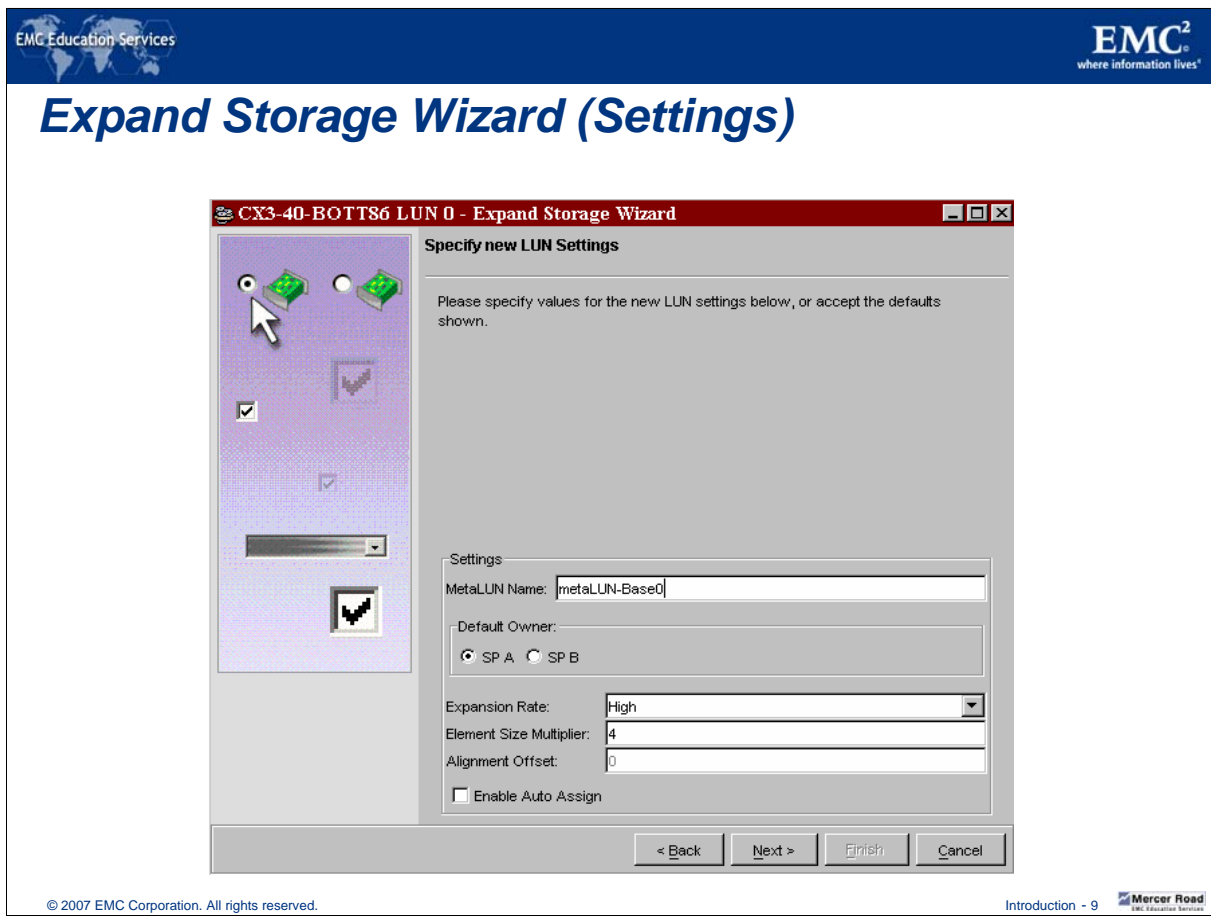 EMC Education Services
EMC²
where information lives®
Expand Storage Wizard (Settings)
CX3-40-BOTT86 LUN 0 - Expand Storage Wizard
Specify new LUN Settings
Please specify values for the new LUN settings below, or accept the defaults
shown.
Settings
MetaLUN Name: metaLUN-Base0
Default Owner:
SP A SP B
Expansion Rate: High
Element Size Multiplier: 4
Alignment Offset: 0
Enable Auto Assign
< Back Next > Finish Cancel
© 2007 EMC Corporation. All rights reserved.
Introduction - 9
Mercer Road
EMC Education Services